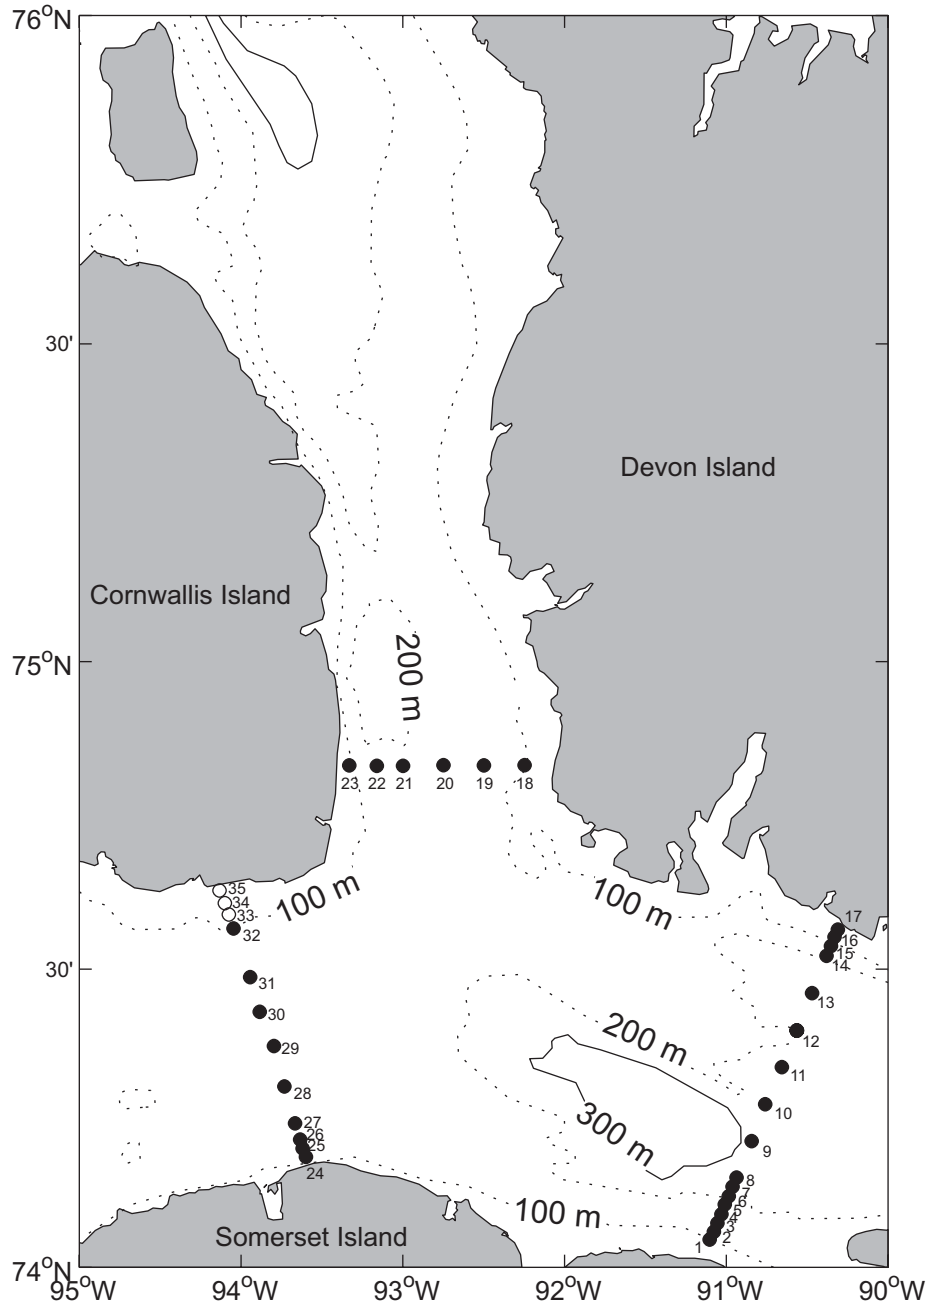 76°N
30'
Devon Island
Cornwallis Island
75°N
200 m
23
22
21
20
19
18
35
34
33
32
100 m
100 m
17
16
15
14
30'
31
30
29
28
27
26
25
24
13
12
11
10
9
200 m
300 m
8
7
6
5
4
3
2
1
100 m
Somerset Island
74°N
95°W
94°W
93°W
92°W
91°W
90°W